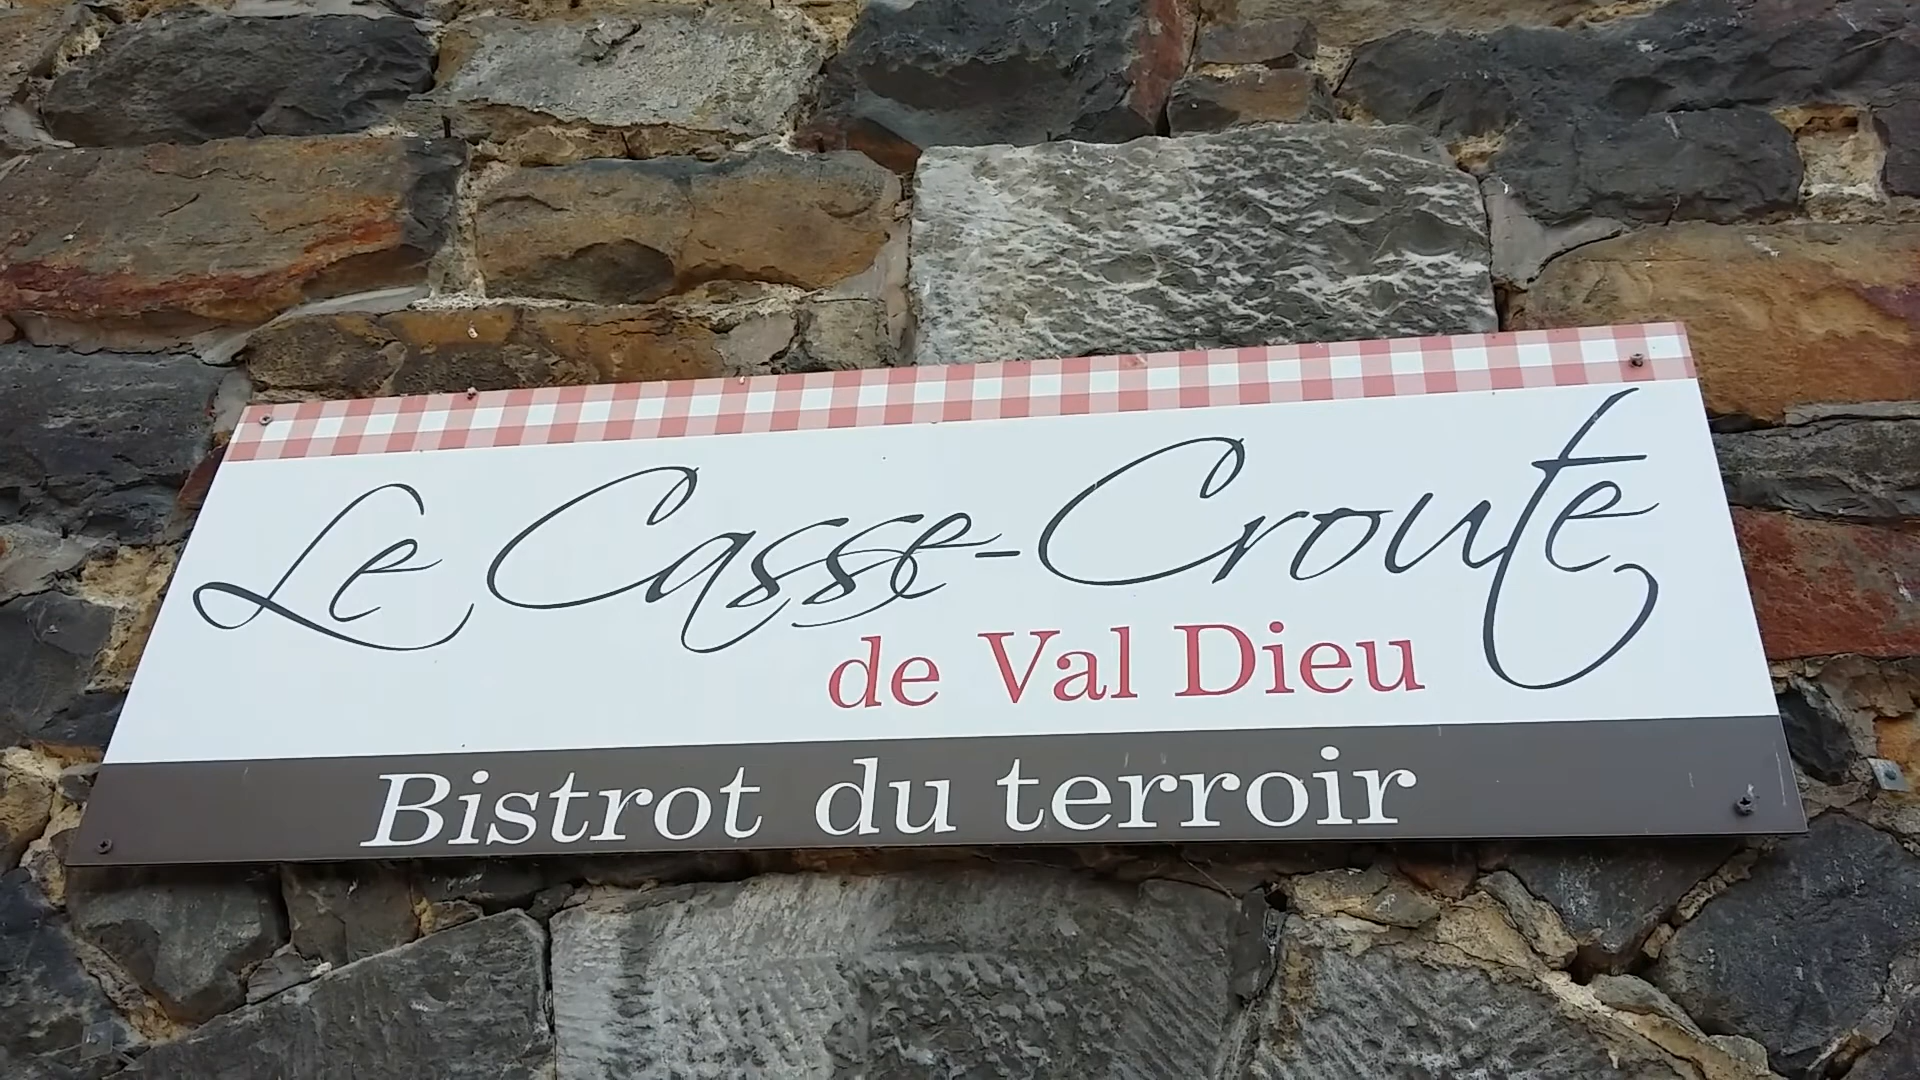 Le Casse-Croute
de Val Dieu
Bistrot du terroir